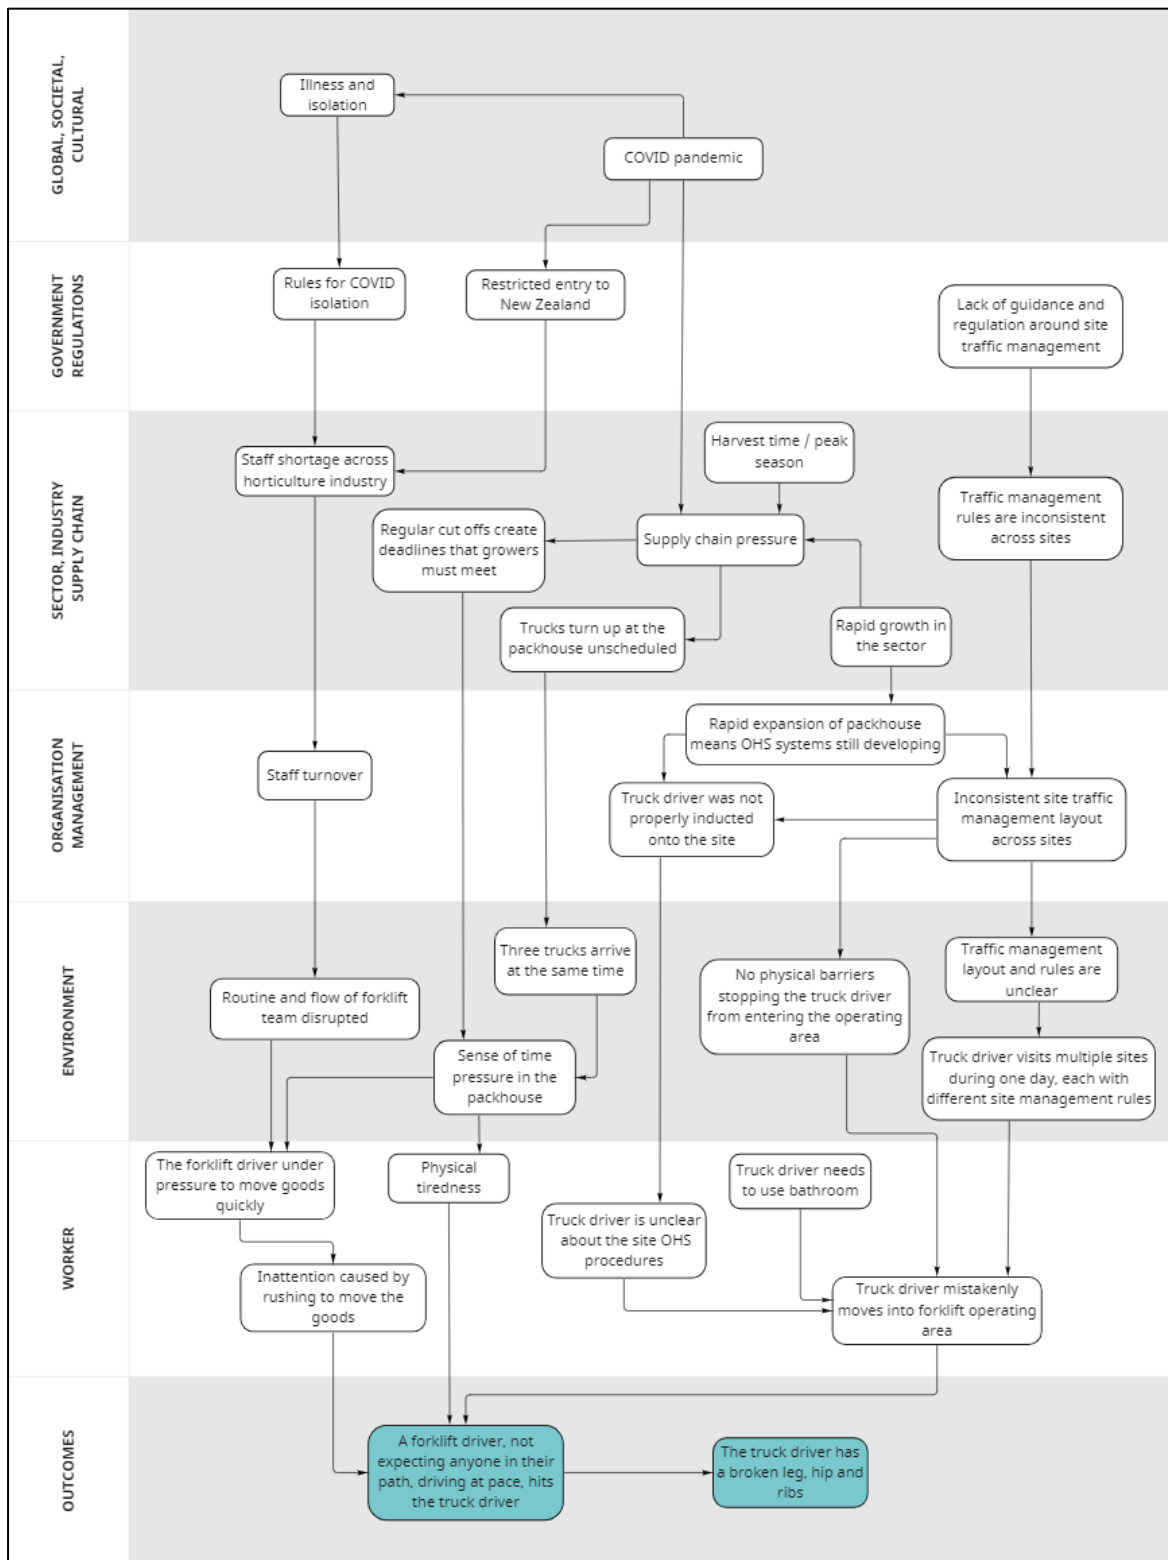 GLOBAL, SOCIETAL,
CULTURAL
Illness and
isolation
COVID pandemic
GOVERNMENT
REGULATIONS
Rules for COVID
isolation
Restricted entry to
New Zealand
Lack of guidance and
regulation around site
traffic management
SECTOR, INDUSTRY
SUPPLY CHAIN
Staff shortage across
horticulture industry
Harvest time / peak
season
Regular cut offs create
deadlines that growers
must meet
Supply chain pressure
Traffic management
rules are inconsistent
across sites
Trucks turn up at the
packhouse unscheduled
Rapid growth in
the sector
ORGANISATION
MANAGEMENT
Rapid expansion of packhouse
means OHS systems still developing
Staff turnover
Truck driver was not
properly inducted
onto the site
Inconsistent site traffic
management layout
across sites
ENVIRONMENT
Three trucks arrive
at the same time
Traffic management
layout and rules are
unclear
No physical barriers
stopping the truck driver
from entering the operating
area
Routine and flow of forklift
team disrupted
Sense of time
pressure in the
packhouse
Truck driver visits multiple sites
during one day, each with
different site management rules
WORKER
The forklift driver under
pressure to move goods
quickly
Physical
tiredness
Truck driver needs
to use bathroom
Truck driver is unclear
about the site OHS
procedures
Inattention caused by
rushing to move the
goods
Truck driver mistakenly
moves into forklift operating
area
OUTCOMES
A forklift driver, not
expecting anyone in their
path, driving at pace, hits
the truck driver
The truck driver has
a broken leg, hip and
ribs